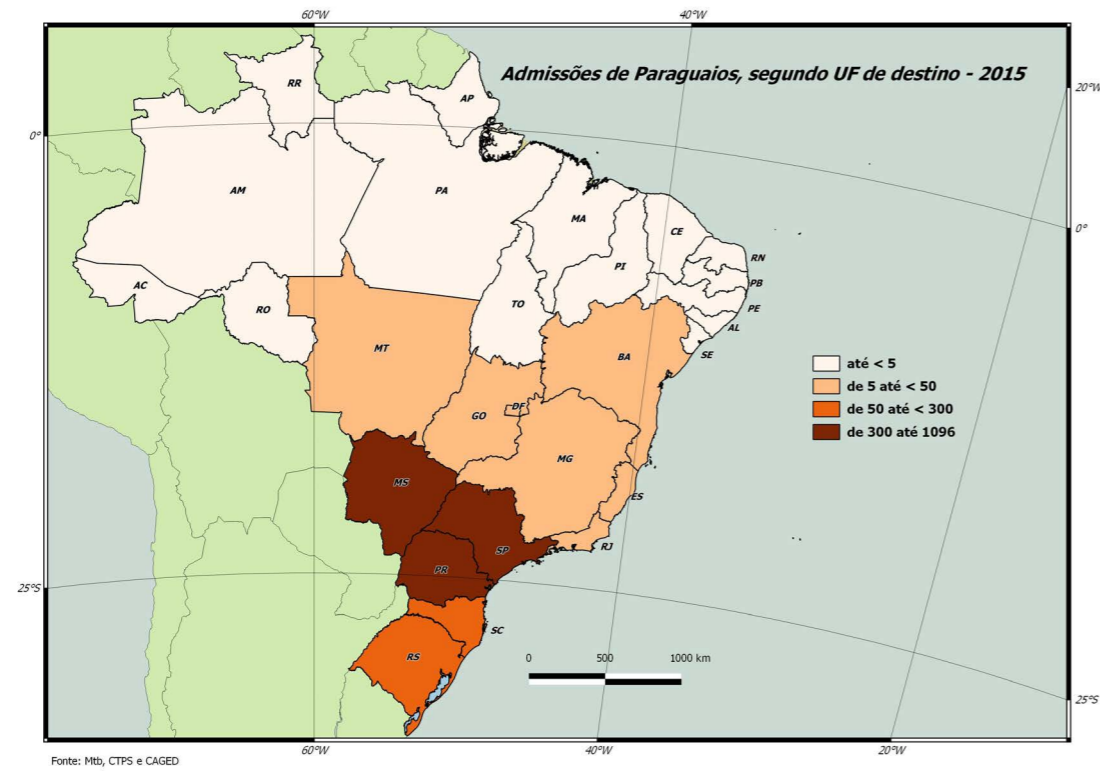 60°W
40°W
Admissões de Paraguaios, segundo UF de destino - 2015
20°W
RR
AP
0°
AM
PA
MA
CE
0°
RN
PI
PB
AC
TO
PE
RO
AL
MT
BA
SE
até < 5
de 5 até < 50
GO
DF
de 50 até < 300
de 300 até 1096
MG
MS
ES
SP
RJ
PR
25°S
SC
RS
0 500 1000 km
25°S
60°W
40°W
20°W
Fonte: Mtb, CTPS e CAGED